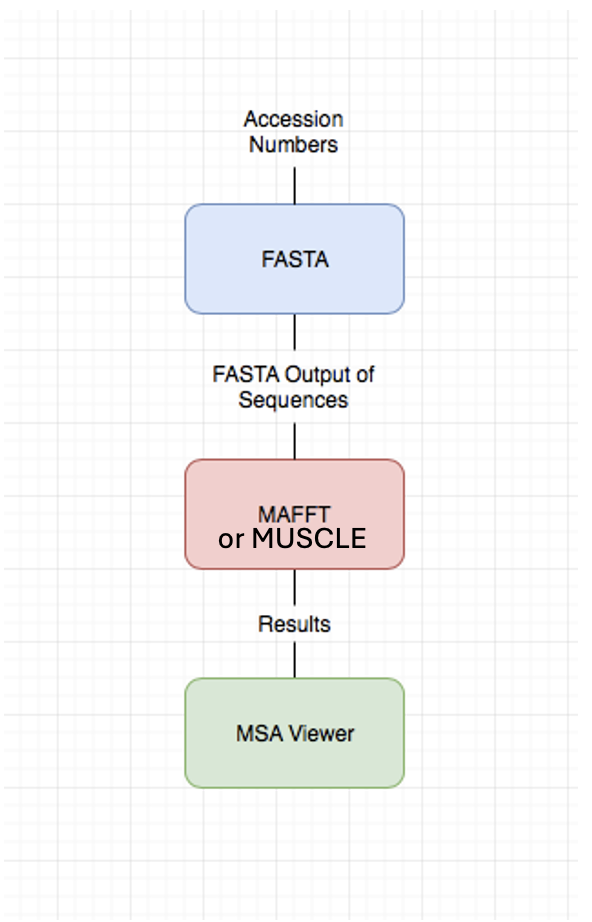 Accession
Numbers
FASTA
FASTA Output of
Sequences
MAFFT
or MUSCLE
Results
MSA Viewer